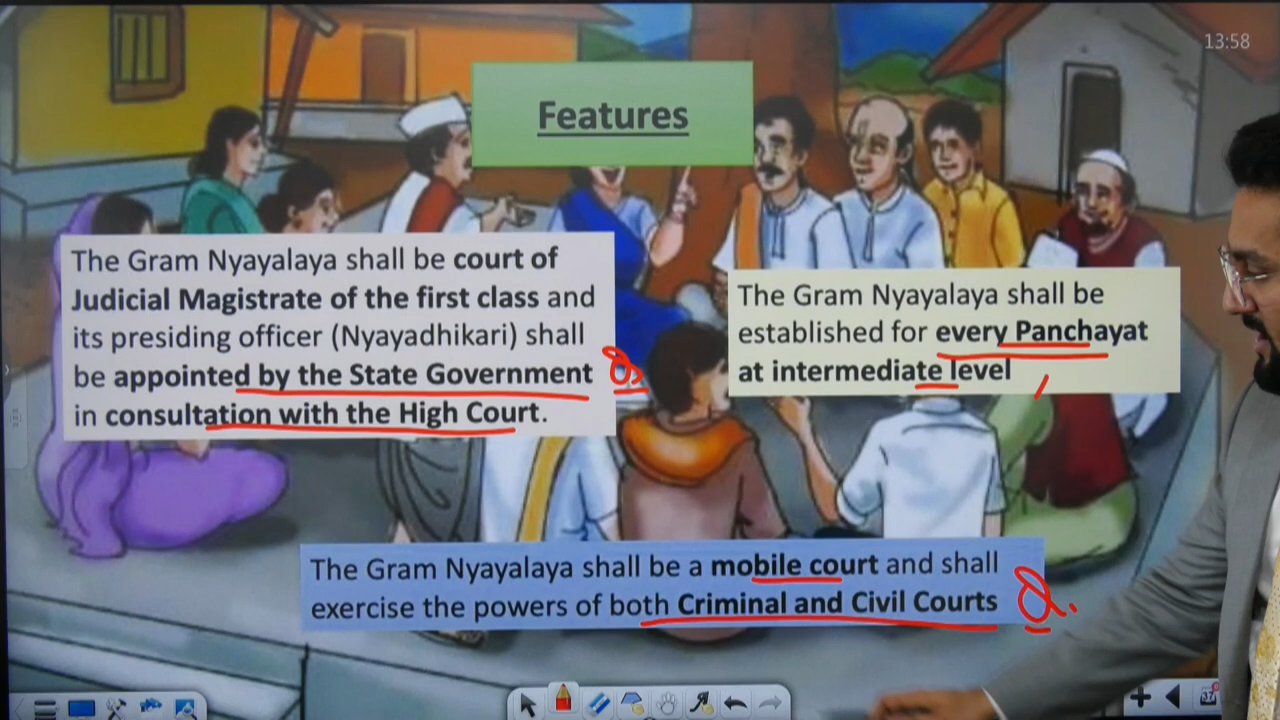 13:58
Features
The Gram Nyayalaya shall be court of
Judicial Magistrate of the first class and
its presiding officer (Nyayadhikari) shall
be appointed by the State Government
in consultation with the High Court.
The Gram Nyayalaya shall be
established for every Panchayat
at intermediate level
The Gram Nyayalaya shall be a mobile court and shall
exercise the powers of both Criminal and Civil Courts
Q.